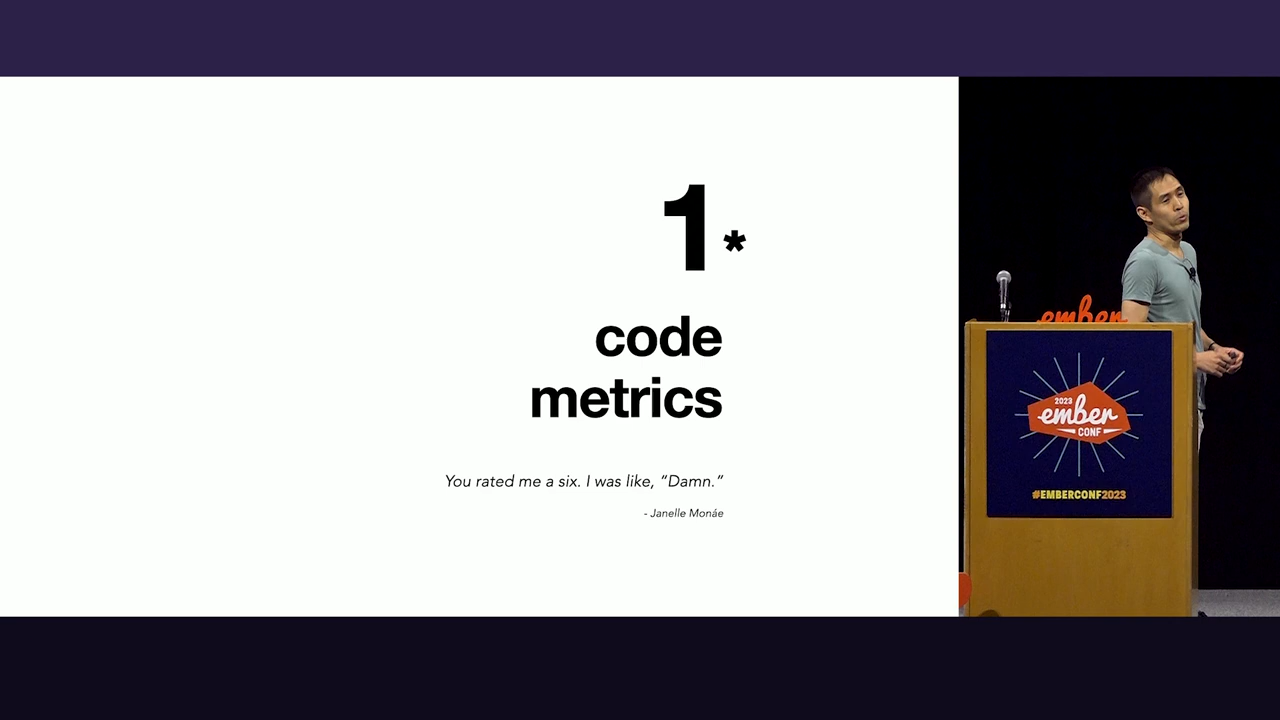 1*
code
metrics
You rated me a six. I was like, “Damn.”
- Janelle Monáe
ember
2023
ember
CONF
#EMBERCONF2023